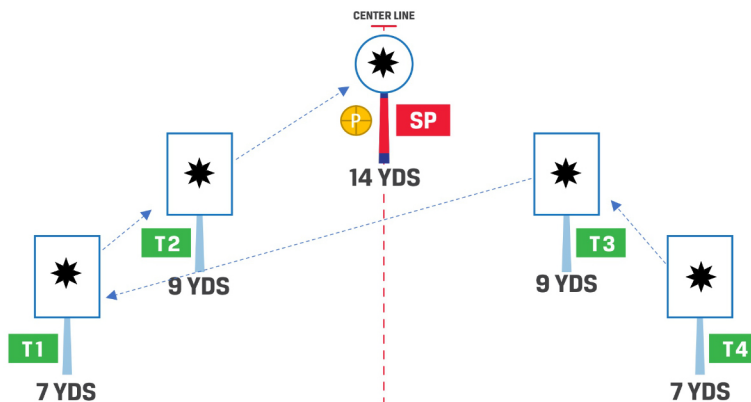 CENTER LINE
P
SP
14 YDS
T2
9 YDS
T3
9 YDS
T1
7 YDS
T4
7 YDS